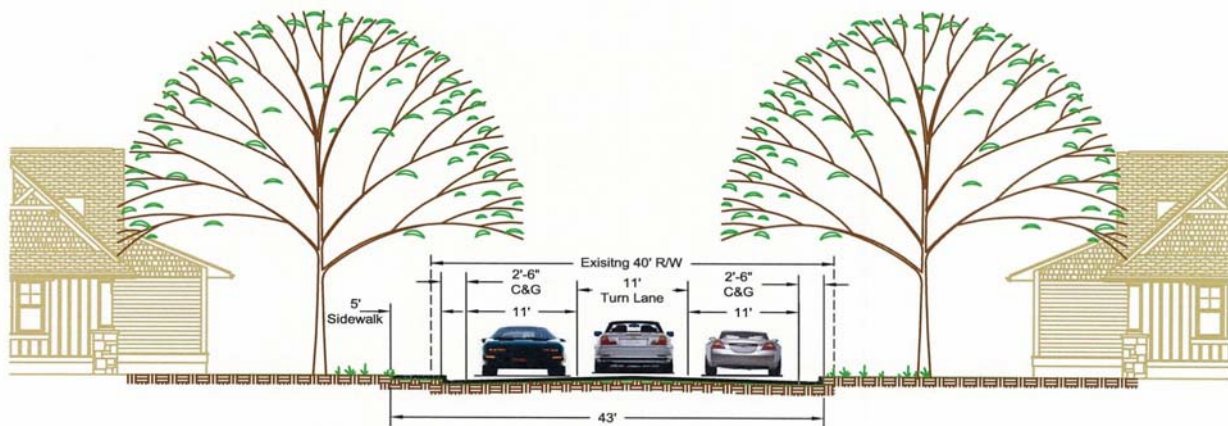 Exisitng 40' R/W
2'-6"
C&G
11'
Turn Lane
2'-6"
C&G
5'
Sidewalk
11'
11'
43'